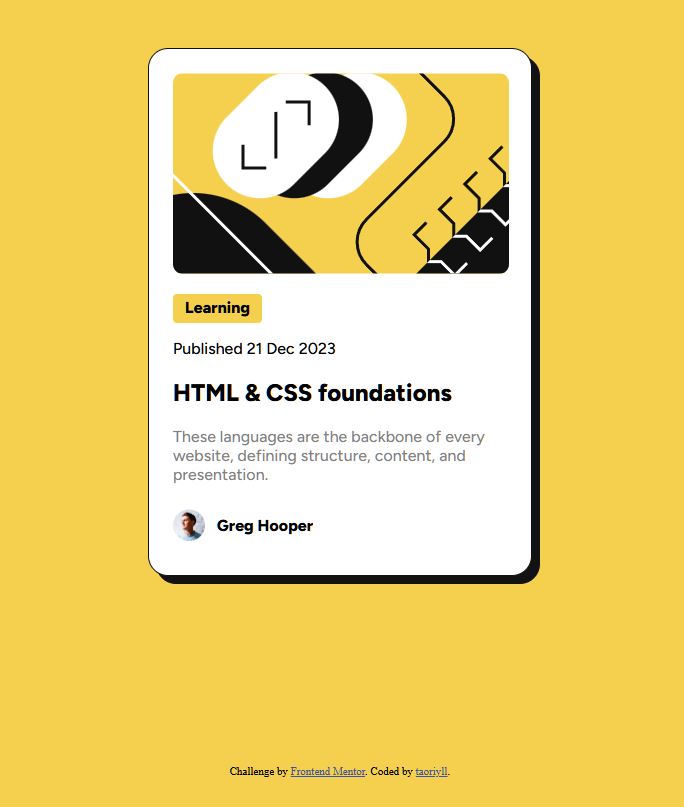 Learning
Published 21 Dec 2023
HTML & CSS foundations
These languages are the backbone of every
website, defining structure, content, and
presentation.
Greg Hooper
Challenge by Frontend Mentor. Coded by taoriyll.